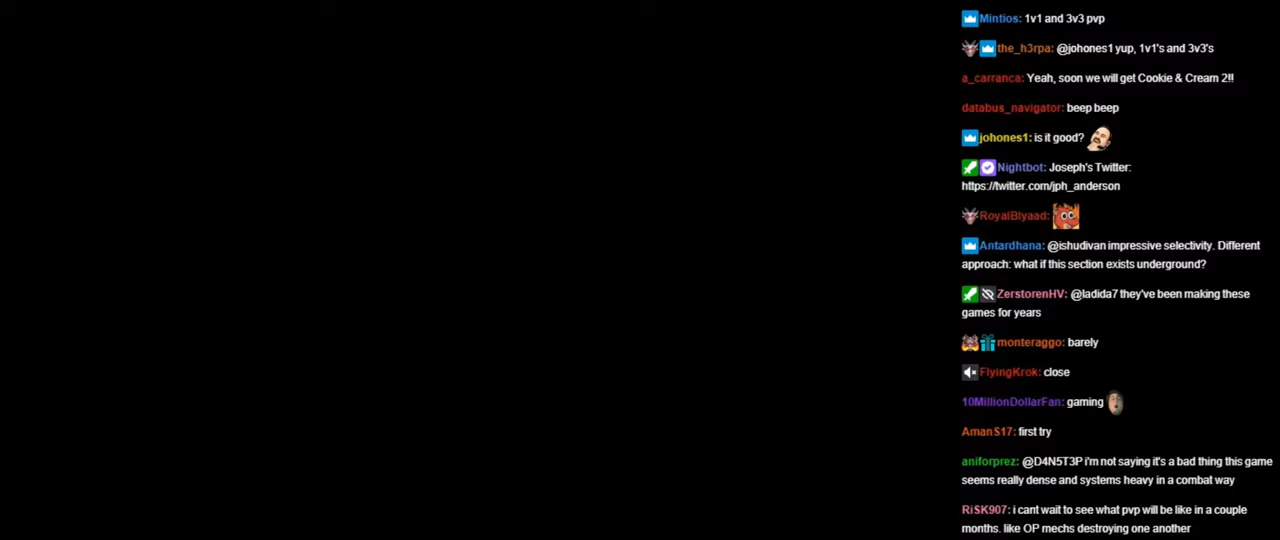 Mintios: 1v1 and 3v3 pvp
the_h3rpa: @johones1 yup, 1v1's and 3v3's
a_carranca: Yeah, soon we will get Cookie & Cream 2!!
databus_navigator: beep beep
johones1: is it good?
Nightbot: Joseph's Twitter:
https://twitter.com/jph_anderson
RoyalBlyaad:
Antardhana: @ishudivan impressive selectivity. Different
approach: what if this section exists underground?
ZerstorenHV: @ladida7 they've been making these
games for years
monteraggo: barely
FlyingKrok: close
10MillionDollarFan: gaming
AmanS17: first try
aniforprez: @D4N5T3P i'm not saying it's a bad thing this game
seems really dense and systems heavy in a combat way
RiSK907: i cant wait to see what pvp will be like in a couple
months. like OP mechs destroying one another